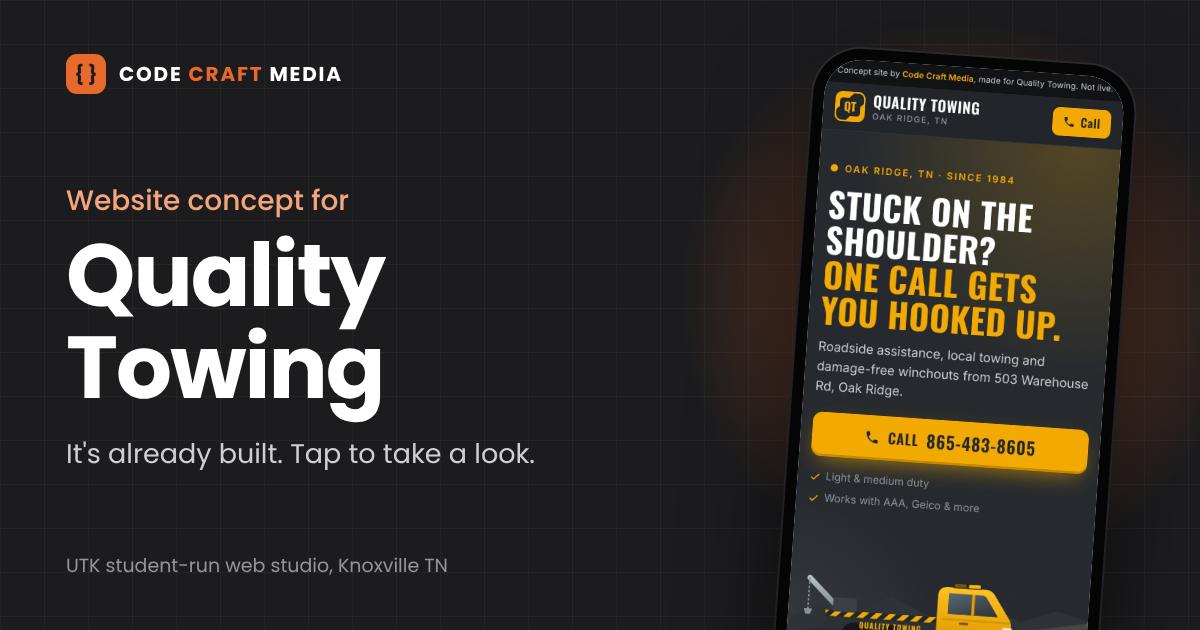 { } CODE CRAFT MEDIA
Website concept for
Quality
Towing
It's already built. Tap to take a look.
UTK student-run web studio, Knoxville TN
Concept site by Code Craft Media, made for Quality Towing. Not live.
QT
QUALITY TOWING
OAK RIDGE, TN
Call
OAK RIDGE, TN · SINCE 1984
STUCK ON THE
SHOULDER?
ONE CALL GETS
YOU HOOKED UP.
Roadside assistance, local towing and
damage-free winchouts from 503 Warehouse
Rd, Oak Ridge.
CALL 865-483-8605
Light & medium duty
Works with AAA, Geico & more
QUALITY TOWING